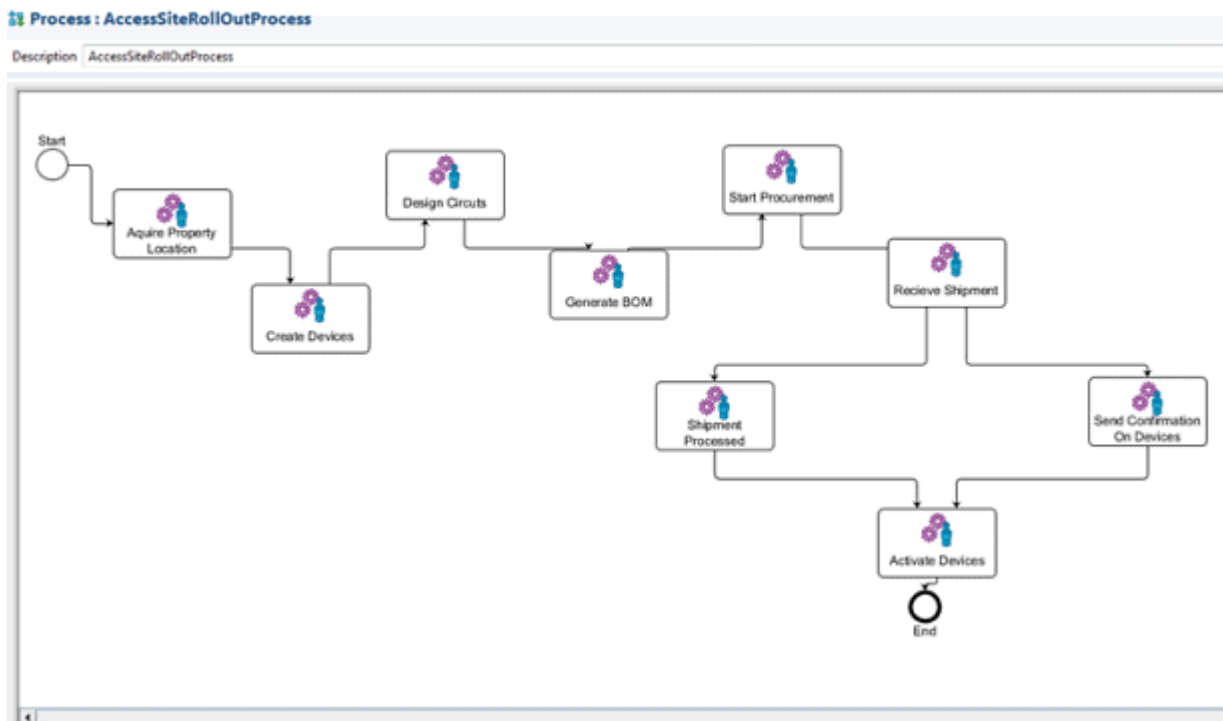 Process : AccessSiteRollOutProcess
Description AccessSiteRollOutProcess
Start
Aquire Property
Location
Create Devices
Design Circuts
Generate BOM
Start Procurement
Recieve Shipment
Shipment
Processed
Send Confirmation
On Devices
Activate Devices
End